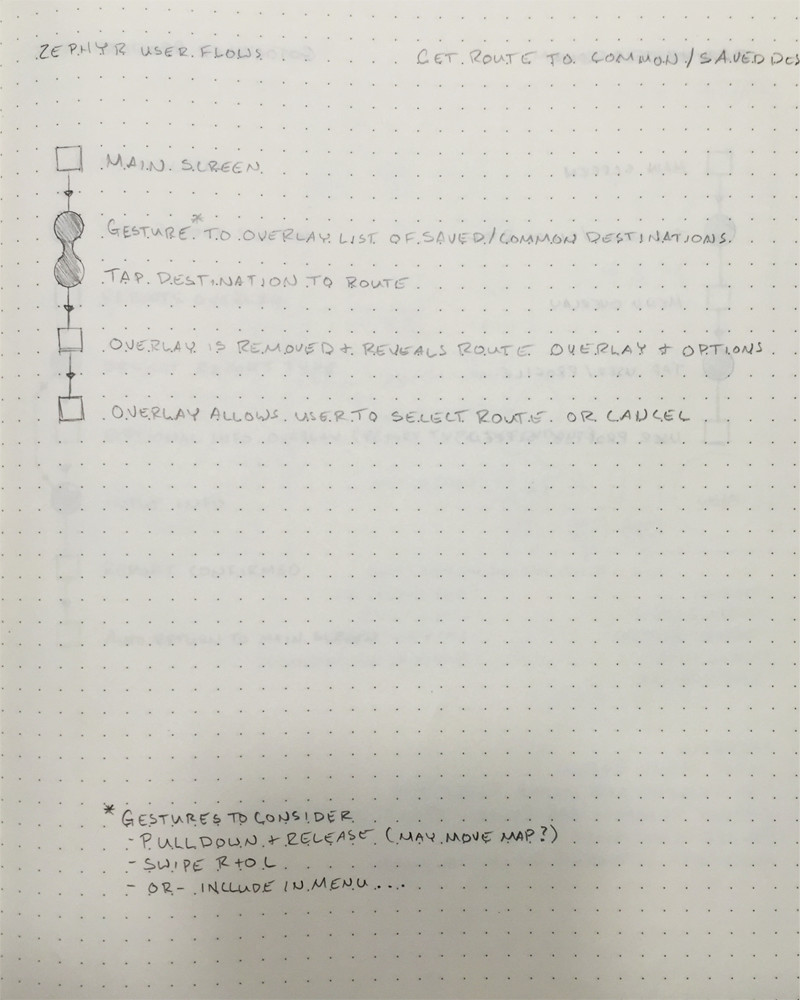 ZEPHYR USER FLOWS
GET ROUTE TO COMMON/SAVED DES
MAIN SCREEN
GESTURE* TO OVERLAY LIST OF SAVED/COMMON DESTINATIONS.
TAP DESTINATION TO ROUTE
OVERLAY IS REMOVED + REVEALS ROUTE OVERLAY + OPTIONS
OVERLAY ALLOWS USER TO SELECT ROUTE OR CANCEL
* GESTURES TO CONSIDER
- PULL DOWN + RELEASE (MAY MOVE MAP?)
- SWIPE R TO L
- OR - INCLUDE IN MENU....